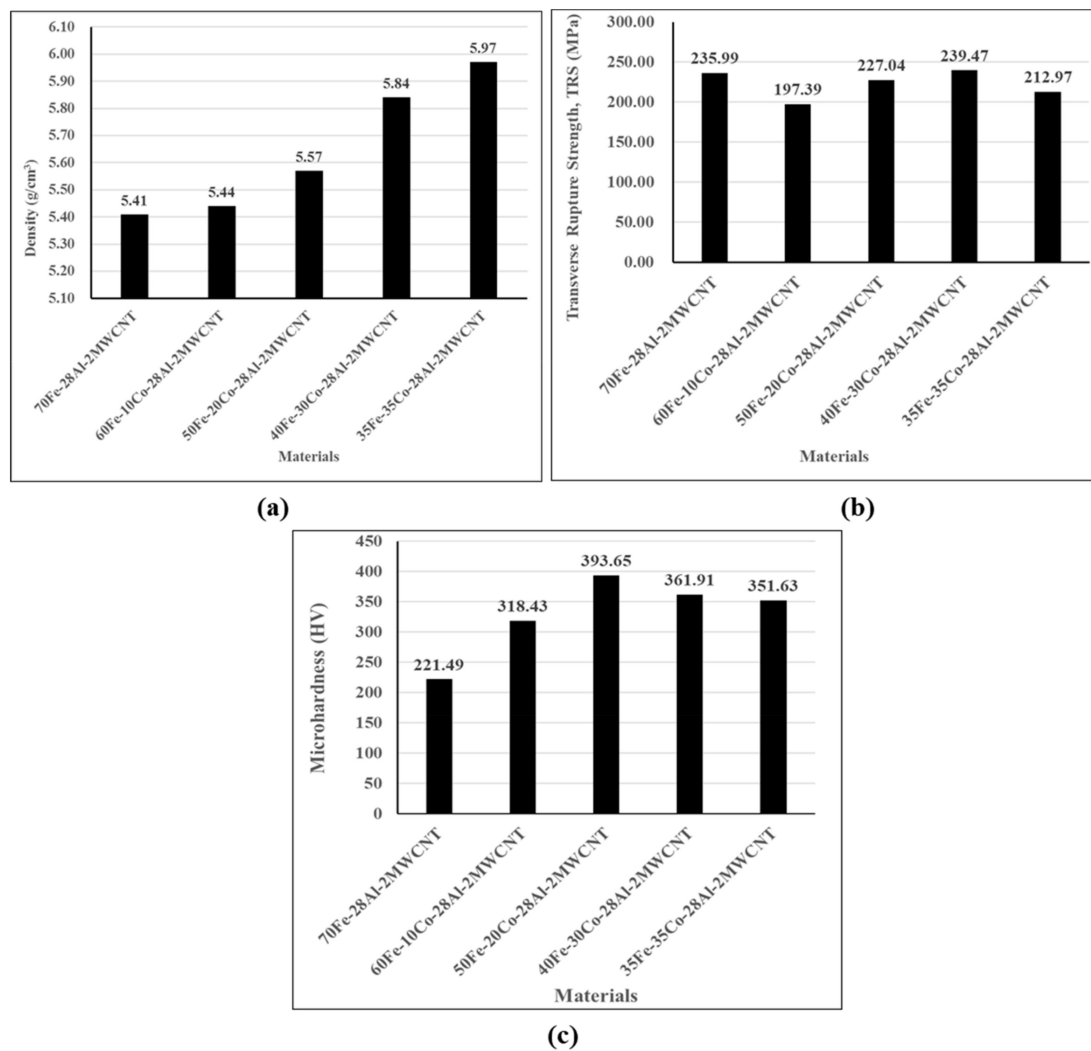 6.10
6.00
5.90
5.80
5.70
5.60
5.50
5.40
5.30
5.20
5.10
Density (g/cm³)
5.41
5.44
5.57
5.84
5.97
70Fe-28Al-2MWCNT
60Fe-10Co-28Al-2MWCNT
50Fe-20Co-28Al-2MWCNT
40Fe-30Co-28Al-2MWCNT
35Fe-35Co-28Al-2MWCNT
Materials
(a)
300.00
250.00
200.00
150.00
100.00
50.00
0.00
Transverse Rupture Strength, TRS (MPa)
235.99
197.39
227.04
239.47
212.97
70Fe-28Al-2MWCNT
60Fe-10Co-28Al-2MWCNT
50Fe-20Co-28Al-2MWCNT
40Fe-30Co-28Al-2MWCNT
35Fe-35Co-28Al-2MWCNT
Materials
(b)
450
400
350
300
250
200
150
100
50
0
Microhardness (HV)
221.49
318.43
393.65
361.91
351.63
70Fe-28Al-2MWCNT
60Fe-10Co-28Al-2MWCNT
50Fe-20Co-28Al-2MWCNT
40Fe-30Co-28Al-2MWCNT
35Fe-35Co-28Al-2MWCNT
Materials
(c)